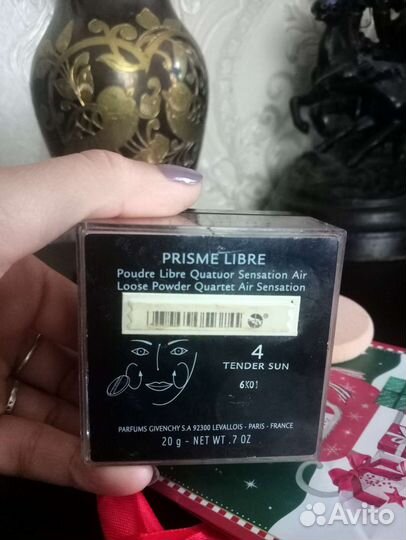 PRISME LIBRE
Poudre Libre Quatuor Sensation Air
Loose Powder Quartet Air Sensation
4
TENDER SUN
6X01
PARFUMS GIVENCHY S.A 92300 LEVALLOIS - PARIS - FRANCE
20 g - NET WT .7 OZ
Avito